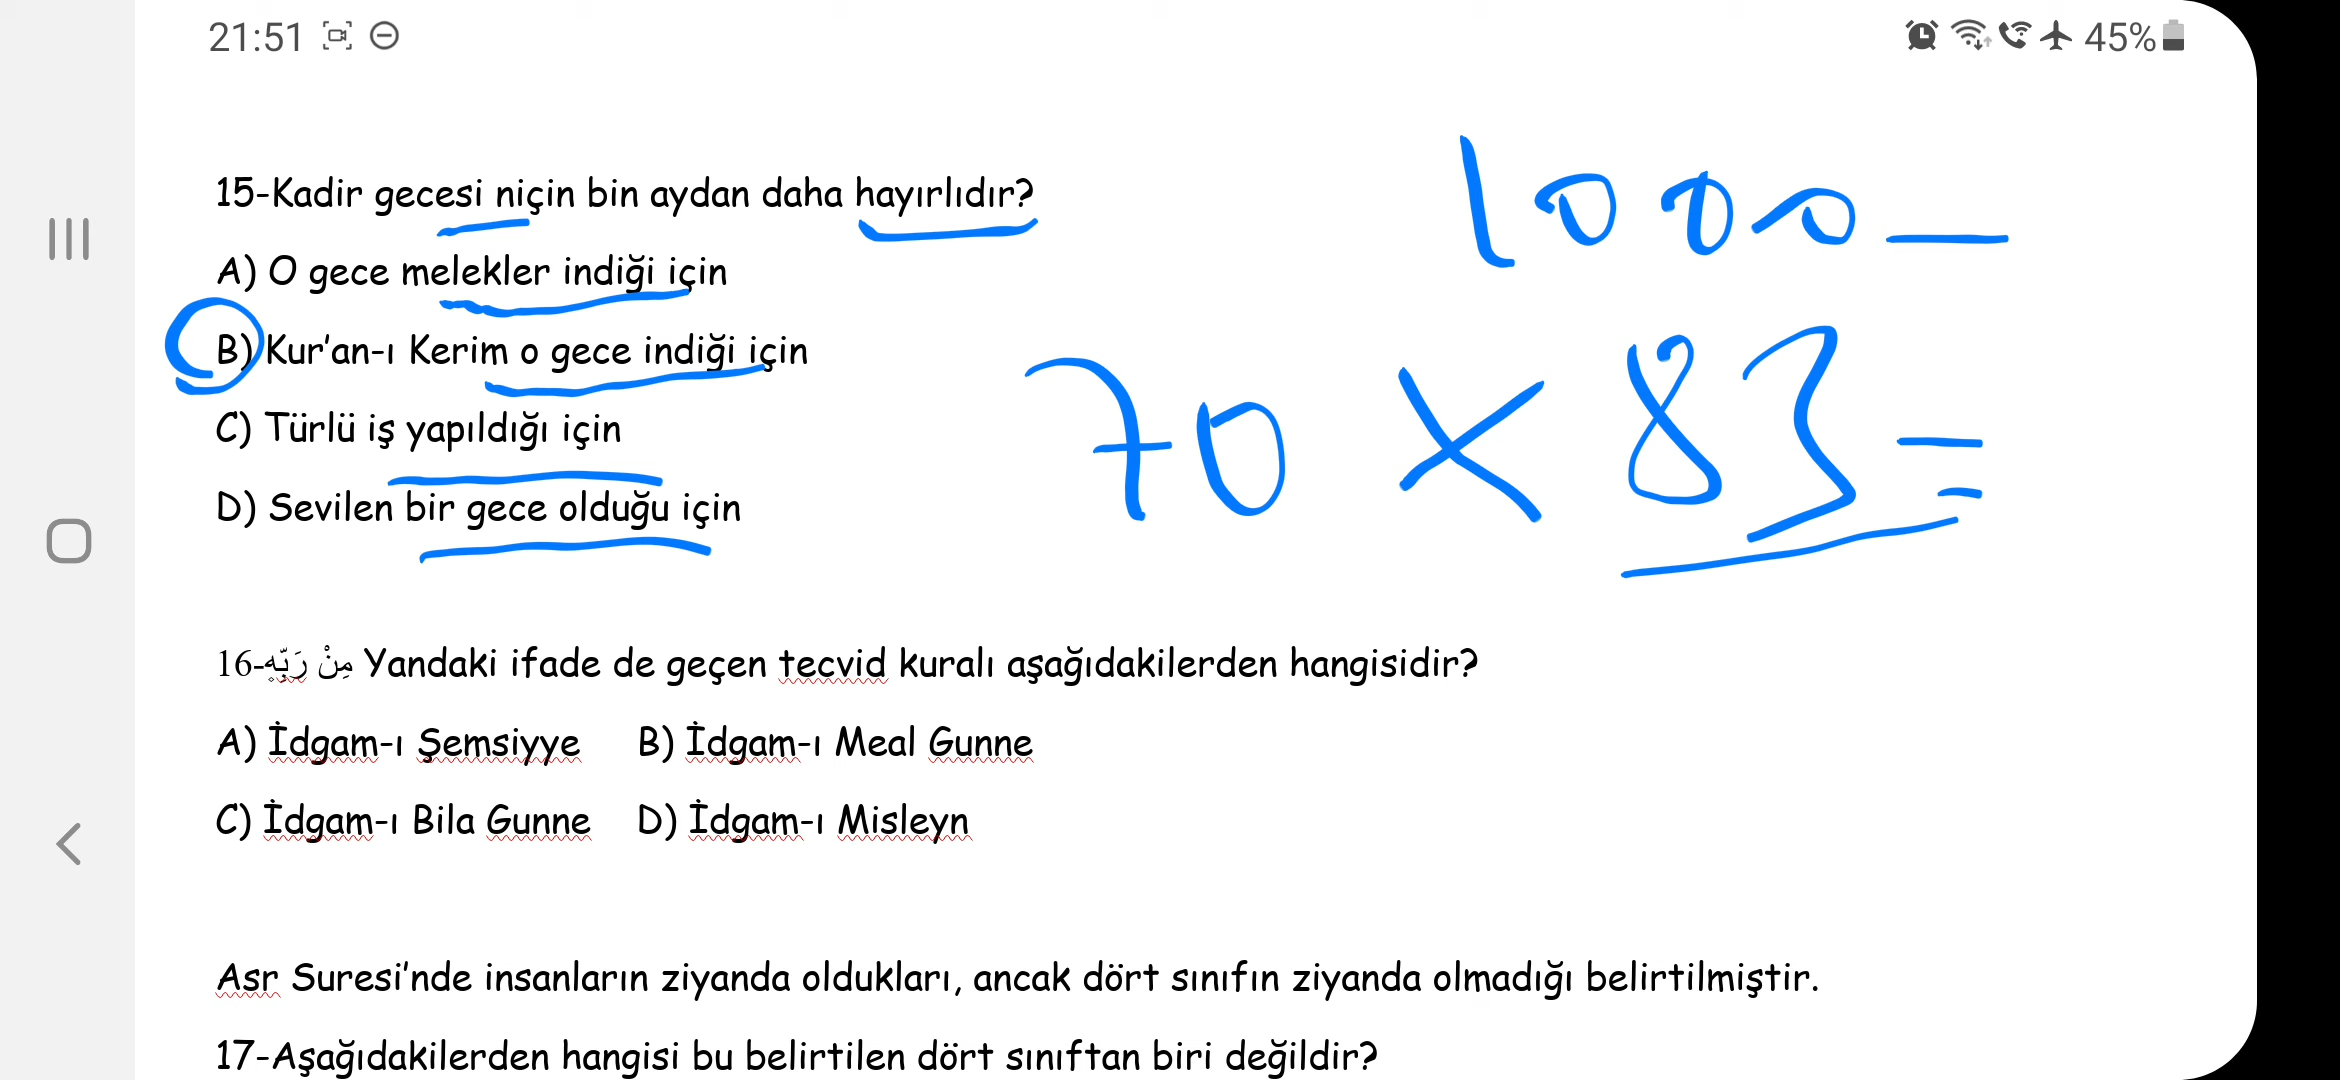 21:51 45%
15-Kadir gecesi niçin bin aydan daha hayırlıdır?
A) O gece melekler indiği için
B) Kur'an-ı Kerim o gece indiği için
C) Türlü iş yapıldığı için
D) Sevilen bir gece olduğu için
1000 —
70 × 83 =
16-مِنْ رَبِّهٖ Yandaki ifade de geçen tecvid kuralı aşağıdakilerden hangisidir?
A) İdgam-ı Şemsiyye B) İdgam-ı Meal Gunne
C) İdgam-ı Bila Gunne D) İdgam-ı Misleyn
Asr Suresi'nde insanların ziyanda oldukları, ancak dört sınıfın ziyanda olmadığı belirtilmiştir.
17-Aşağıdakilerden hangisi bu belirtilen dört sınıftan biri değildir?